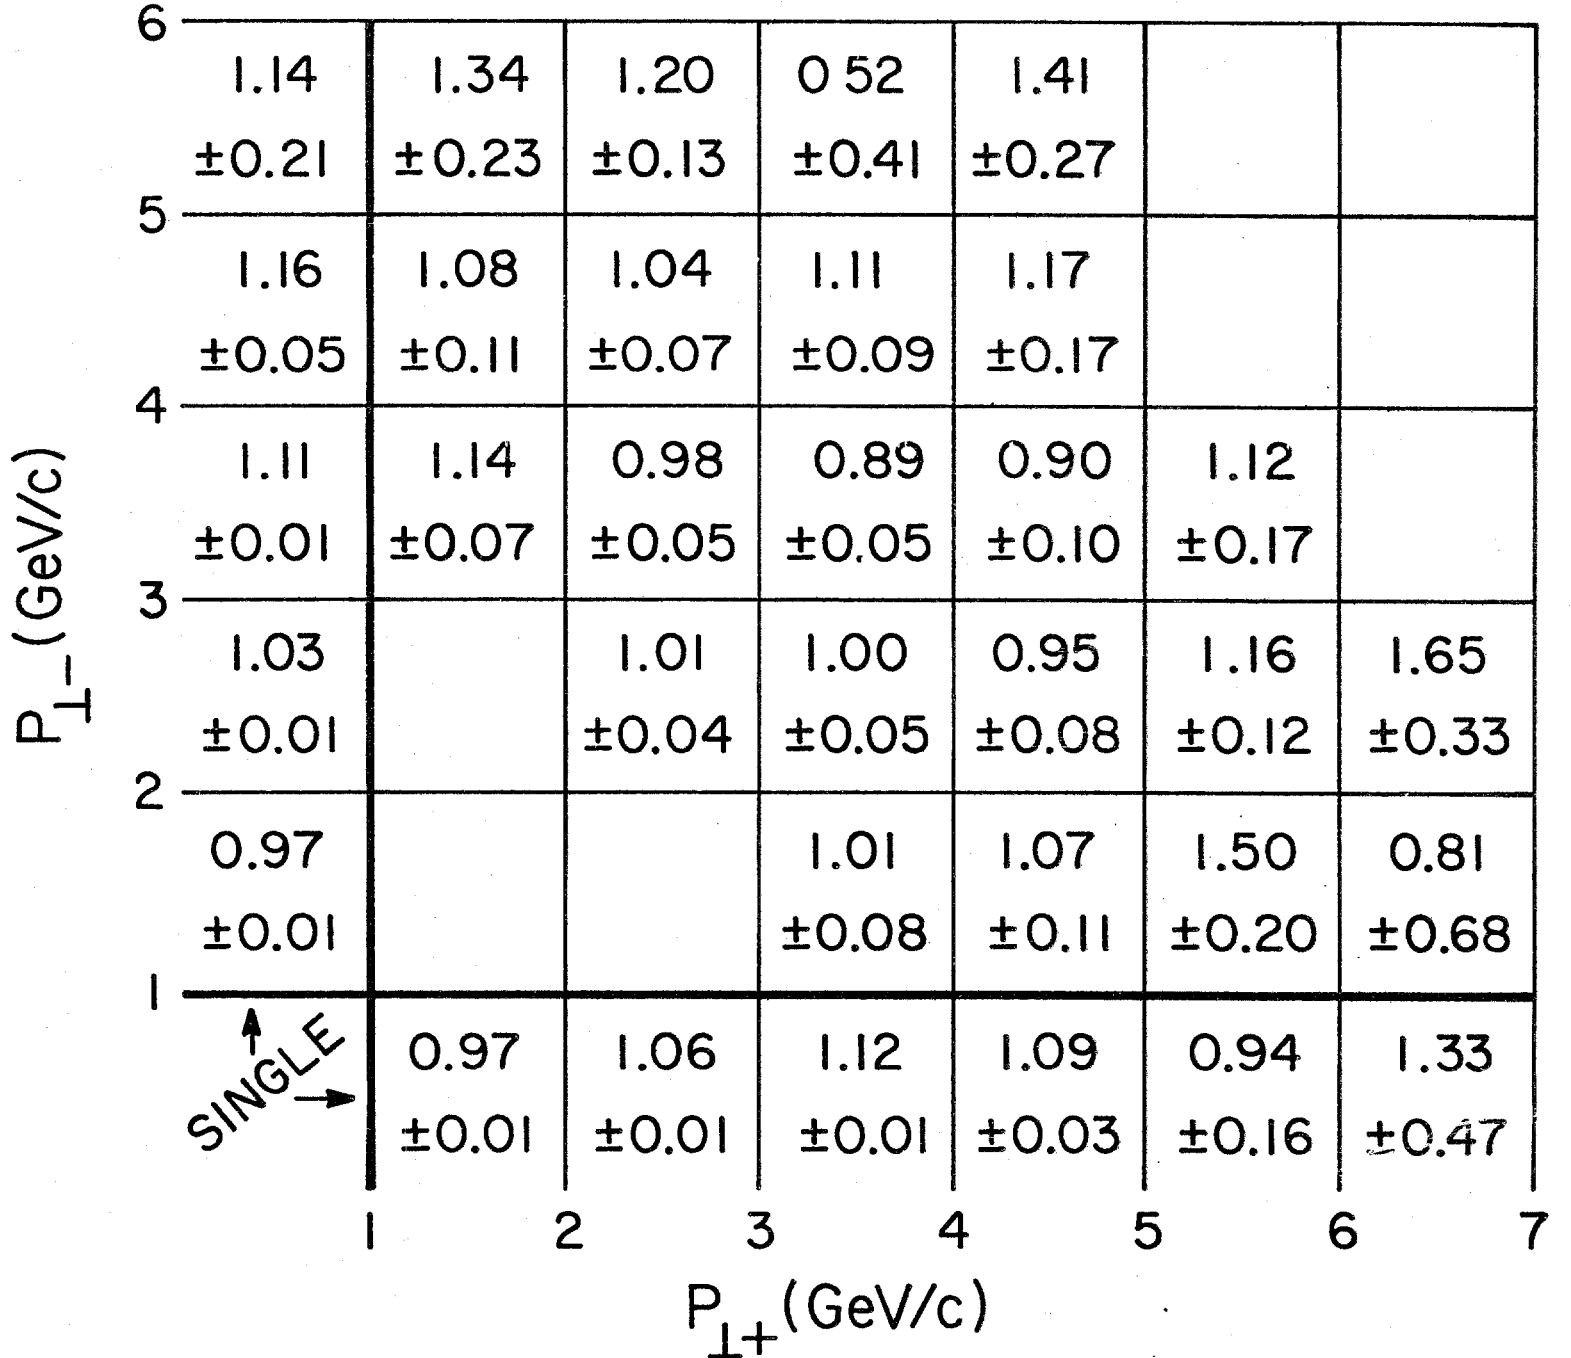 6
1.14 1.34 1.20 0 52 1.41
±0.21 ±0.23 ±0.13 ±0.41 ±0.27
5
1.16 1.08 1.04 1.11 1.17
±0.05 ±0.11 ±0.07 ±0.09 ±0.17
4
1.11 1.14 0.98 0.89 0.90 1.12
±0.01 ±0.07 ±0.05 ±0.05 ±0.10 ±0.17
3
1.03 1.01 1.00 0.95 1.16 1.65
±0.01 ±0.04 ±0.05 ±0.08 ±0.12 ±0.33
2
0.97 1.01 1.07 1.50 0.81
±0.01 ±0.08 ±0.11 ±0.20 ±0.68
1
P⊥− (GeV/c)
SINGLE
0.97 1.06 1.12 1.09 0.94 1.33
±0.01 ±0.01 ±0.01 ±0.03 ±0.16 ±0.47
1 2 3 4 5 6 7
P⊥+ (GeV/c)